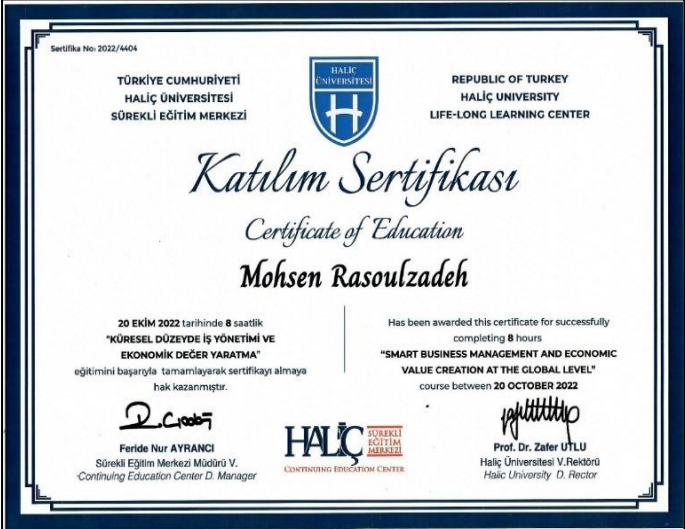 Sertifika No: 2022/4404
TÜRKİYE CUMHURİYETİ
HALİÇ ÜNİVERSİTESİ
SÜREKLİ EĞİTİM MERKEZİ
HALİÇ
ÜNİVERSİTESİ
REPUBLIC OF TURKEY
HALİÇ UNIVERSITY
LIFE-LONG LEARNING CENTER
Katılım Sertifikası
Certificate of Education
Mohsen Rasoulzadeh
20 EKİM 2022 tarihinde 8 saatlik
"KÜRESEL DÜZEYDE İŞ YÖNETİMİ VE
EKONOMİK DEĞER YARATMA"
eğitimini başarıyla tamamlayarak sertifikayı almaya
hak kazanmıştır.
Has been awarded this certificate for successfully
completing 8 hours
"SMART BUSINESS MANAGEMENT AND ECONOMIC
VALUE CREATION AT THE GLOBAL LEVEL"
course between 20 OCTOBER 2022
Feride Nur AYRANCI
Sürekli Eğitim Merkezi Müdürü V.
Continuing Education Center D. Manager
HALİÇ
SÜREKLİ
EĞİTİM
MERKEZİ
CONTINUING EDUCATION CENTER
Prof. Dr. Zafer UTLU
Haliç Üniversitesi V.Rektörü
Halic University D. Rector